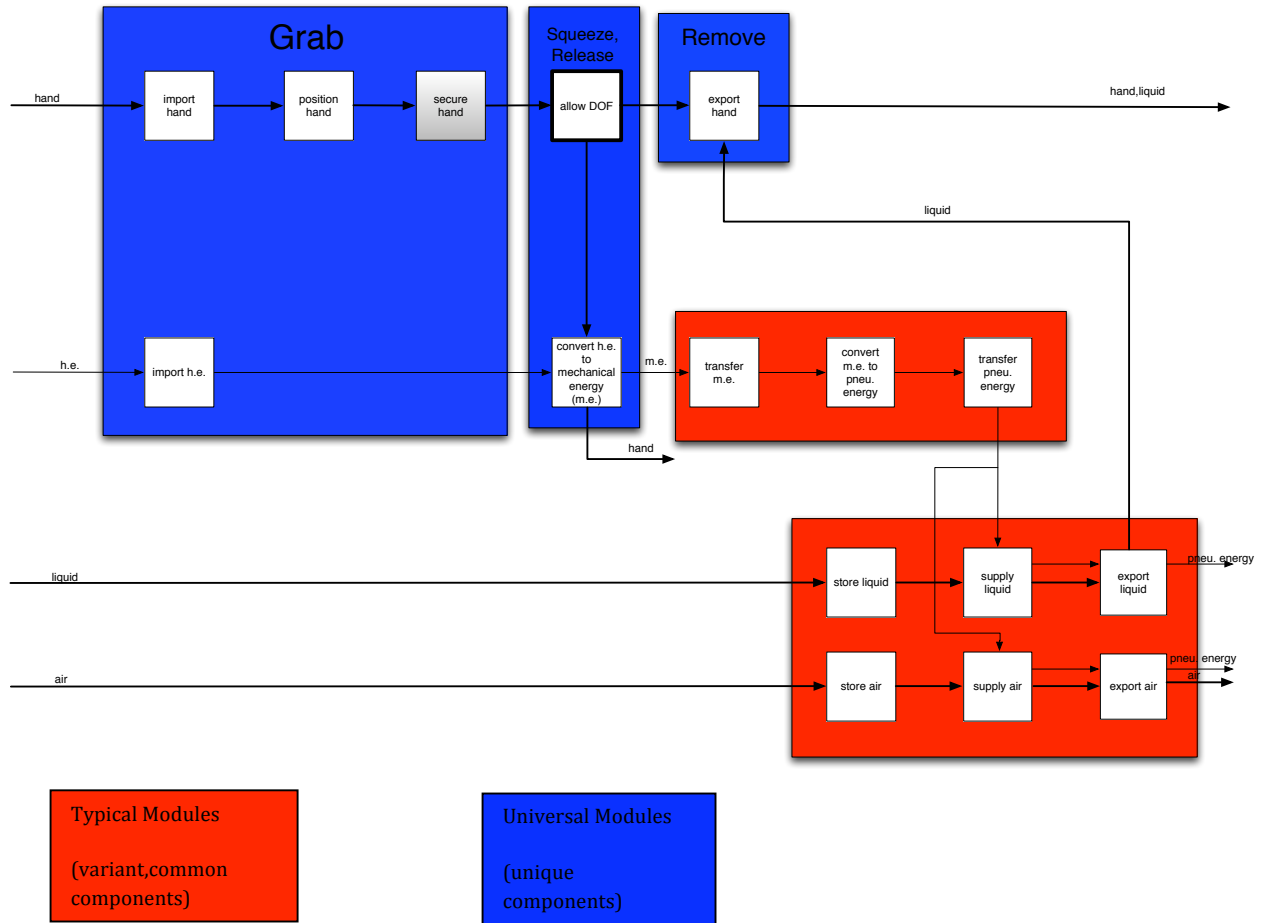 Grab
Squeeze,
Release
Remove
hand
import
hand
position
hand
secure
hand
allow DOF
export
hand
hand,liquid
liquid
h.e.
import h.e.
convert h.e.
to
mechanical
energy
(m.e.)
m.e.
transfer
m.e.
convert
m.e. to
pneu.
energy
transfer
pneu.
energy
hand
liquid
store liquid
supply
liquid
export
liquid
pneu. energy
air
store air
supply air
export air
pneu. energy
air
Typical Modules
(variant,common
components)
Universal Modules
(unique
components)